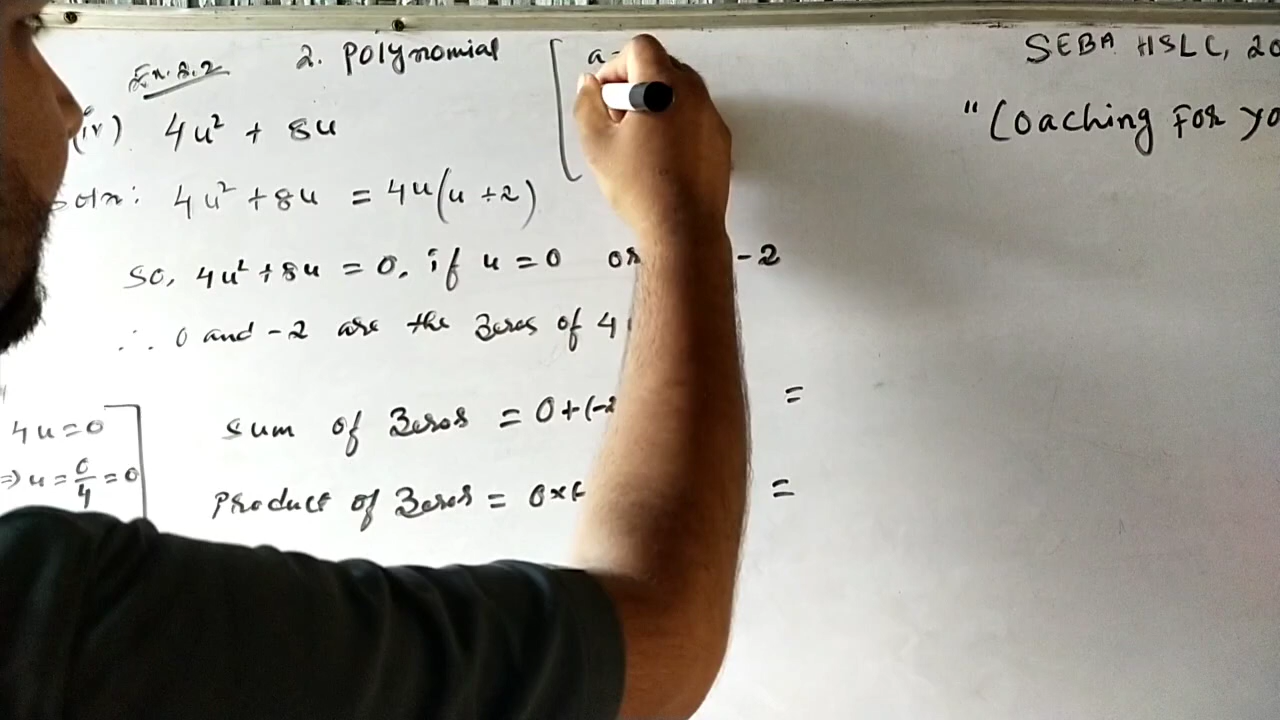 Ex. 2.2
2. Polynomial
[ a=
SEBA HSLC, 20
"Coaching For Yo
(iv) 4u² + 8u
Soln: 4u² + 8u = 4u(u+2)
So, 4u² + 8u = 0, if u = 0 or -2
∴ 0 and -2 are the Zeros of 4
Sum of Zeros = 0+(-2 =
Product of Zeros = 0×( =
4u=0
⇒ u = 0/4 = 0